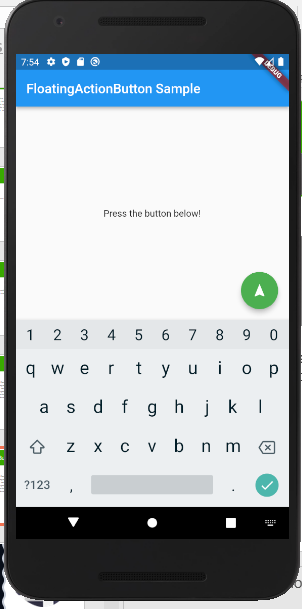 7:54
DEBUG
FloatingActionButton Sample
Press the button below!
1 2 3 4 5 6 7 8 9 0
q w e r t y u i o p
a s d f g h j k l
z x c v b n m
?123 , .